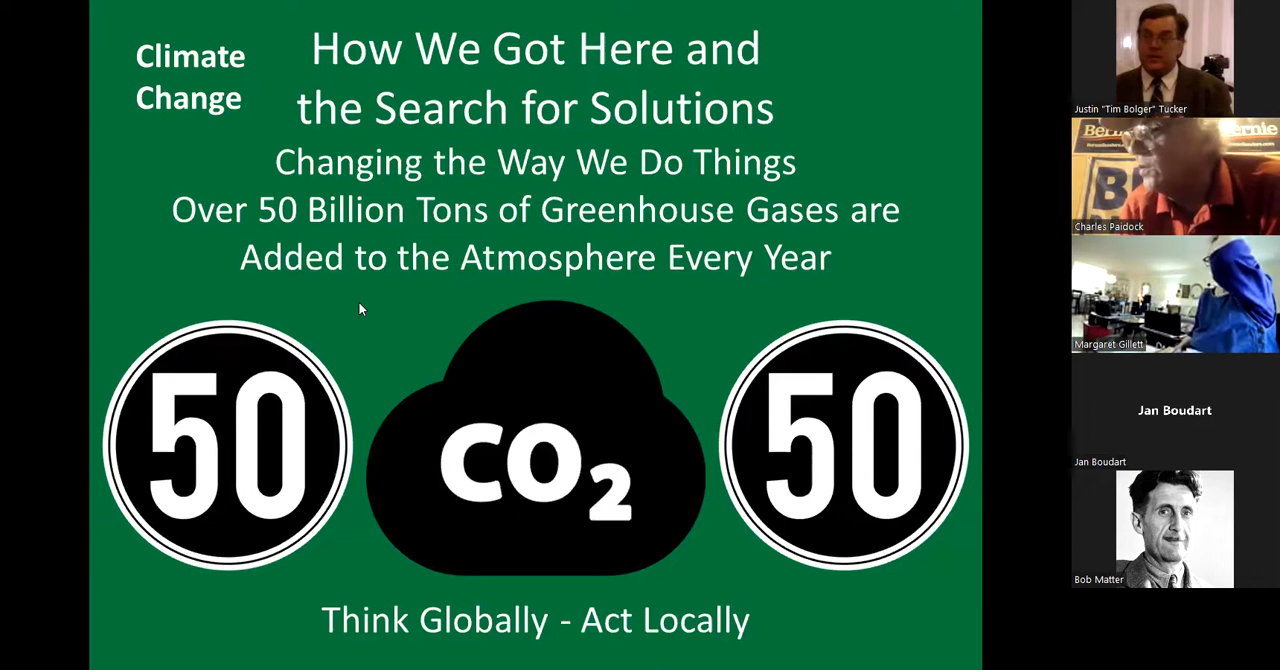 Climate
Change
How We Got Here and
the Search for Solutions
Changing the Way We Do Things
Over 50 Billion Tons of Greenhouse Gases are
Added to the Atmosphere Every Year
50
CO₂
50
Think Globally - Act Locally
Justin "Tim Bolger" Tucker
Charles Paidock
Margaret Gillett
Jan Boudart
Jan Boudart
Bob Matter